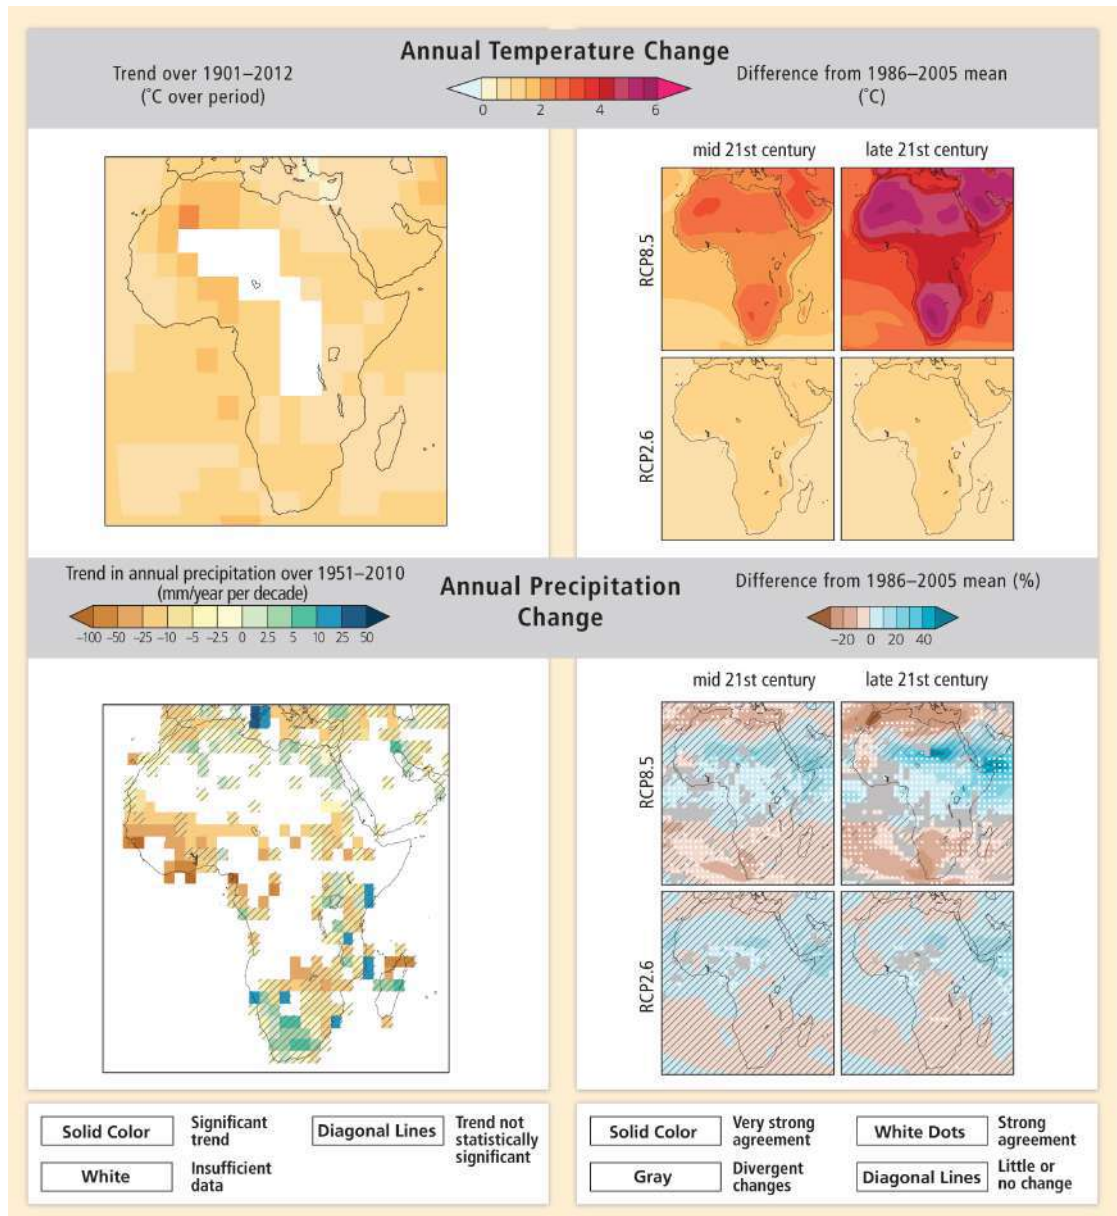 Annual Temperature Change
Trend over 1901–2012
(˚C over period)
Difference from 1986–2005 mean
(˚C)
0 2 4 6
mid 21st century
late 21st century
RCP8.5
RCP2.6
Trend in annual precipitation over 1951–2010
(mm/year per decade)
–100 –50 –25 –10 –5 –2.5 0 2.5 5 10 25 50
Annual Precipitation
Change
Difference from 1986–2005 mean (%)
–20 0 20 40
mid 21st century
late 21st century
RCP8.5
RCP2.6
Solid Color
Significant
trend
Diagonal Lines
Trend not
statistically
significant
White
Insufficient
data
Solid Color
Very strong
agreement
White Dots
Strong
agreement
Gray
Divergent
changes
Diagonal Lines
Little or
no change